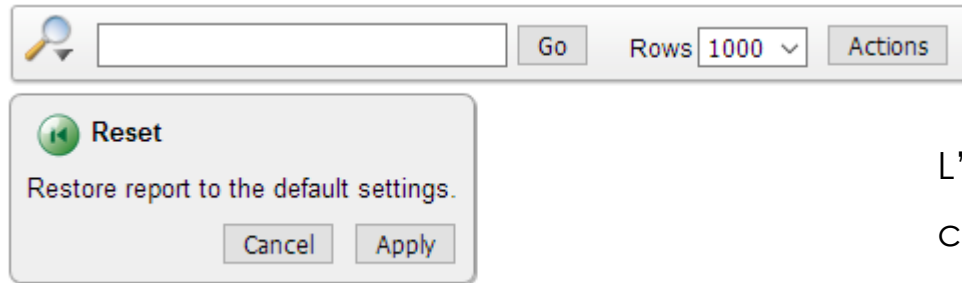 Go Rows 1000 Actions
Reset
Restore report to the default settings.
Cancel Apply
L'
c